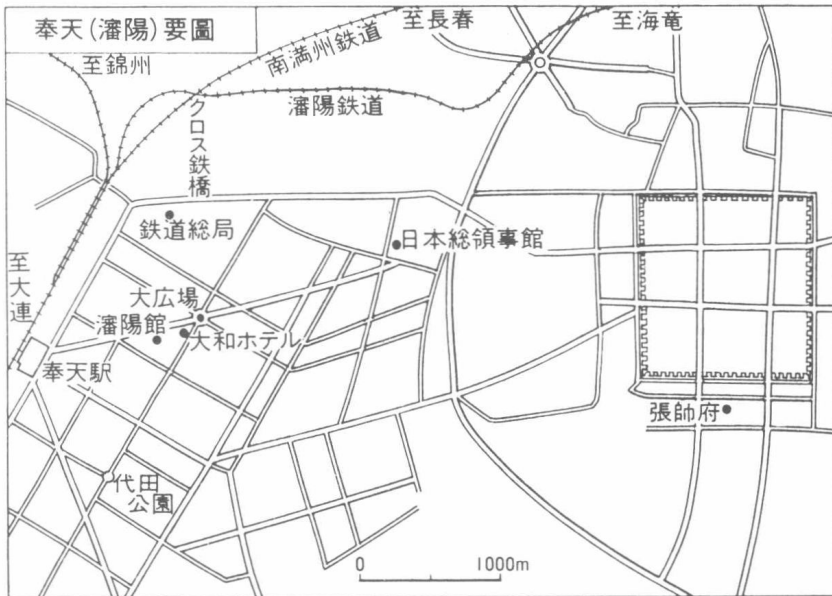 奉天(瀋陽)要圖
至長春
至海竜
至錦州
南満州鉄道
瀋陽鉄道
クロス鉄橋
鉄道総局
日本総領事館
至大連
大広場
瀋陽館
大和ホテル
奉天駅
張帥府
代田
公園
0 1000m